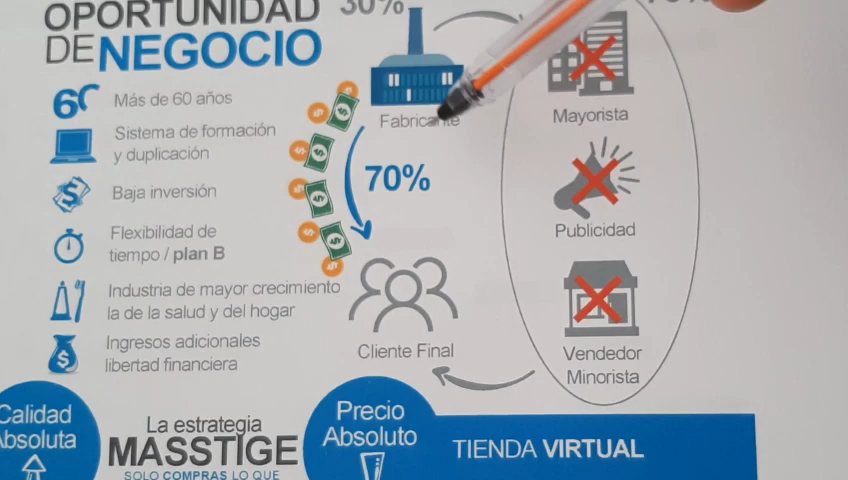 OPORTUNIDAD
DE NEGOCIO
Más de 60 años
Sistema de formación
y duplicación
Baja inversión
Flexibilidad de
tiempo / plan B
Industria de mayor crecimiento
la de la salud y del hogar
Ingresos adicionales
libertad financiera
30%
Fabricante
70%
Cliente Final
Mayorista
Publicidad
Vendedor
Minorista
Calidad
Absoluta
La estrategia
MASSTIGE
SOLO COMPRAS LO QUE
Precio
Absoluto
TIENDA VIRTUAL